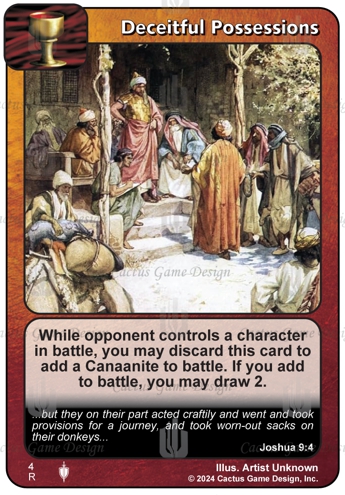 Deceitful Possessions
Cactus Game Design
While opponent controls a character
in battle, you may discard this card to
add a Canaanite to battle. If you add
to battle, you may draw 2.
...but they on their part acted craftily and went and took
provisions for a journey, and took worn-out sacks on
their donkeys...
Joshua 9:4
4
R
Illus. Artist Unknown
© 2024 Cactus Game Design, Inc.